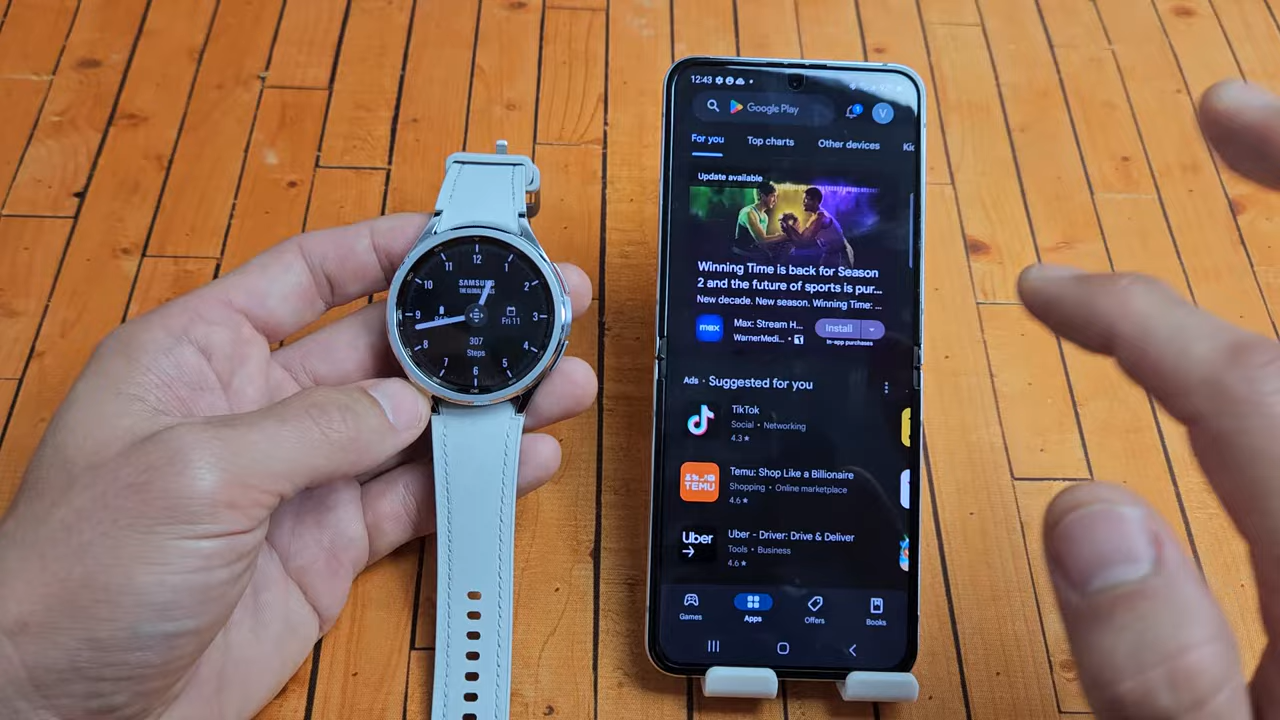 12
11
1
10
2
SAMSUNG
9
Fri 11
3
8
307
4
Steps
7
5
6
12:43
Google Play
1
V
For you
Top charts
Other devices
Update available
Winning Time is back for Season
2 and the future of sports is pur...
New decade. New season. Winning Time: ...
max
Max: Stream H...
WarnerMedi...
Install
In-app purchases
Ads • Suggested for you
TikTok
Social • Networking
4.3★
TEMU
Temu: Shop Like a Billionaire
Shopping • Online marketplace
4.6★
Uber
Uber - Driver: Drive & Deliver
Tools • Business
4.6★
Games
Apps
Offers
Books